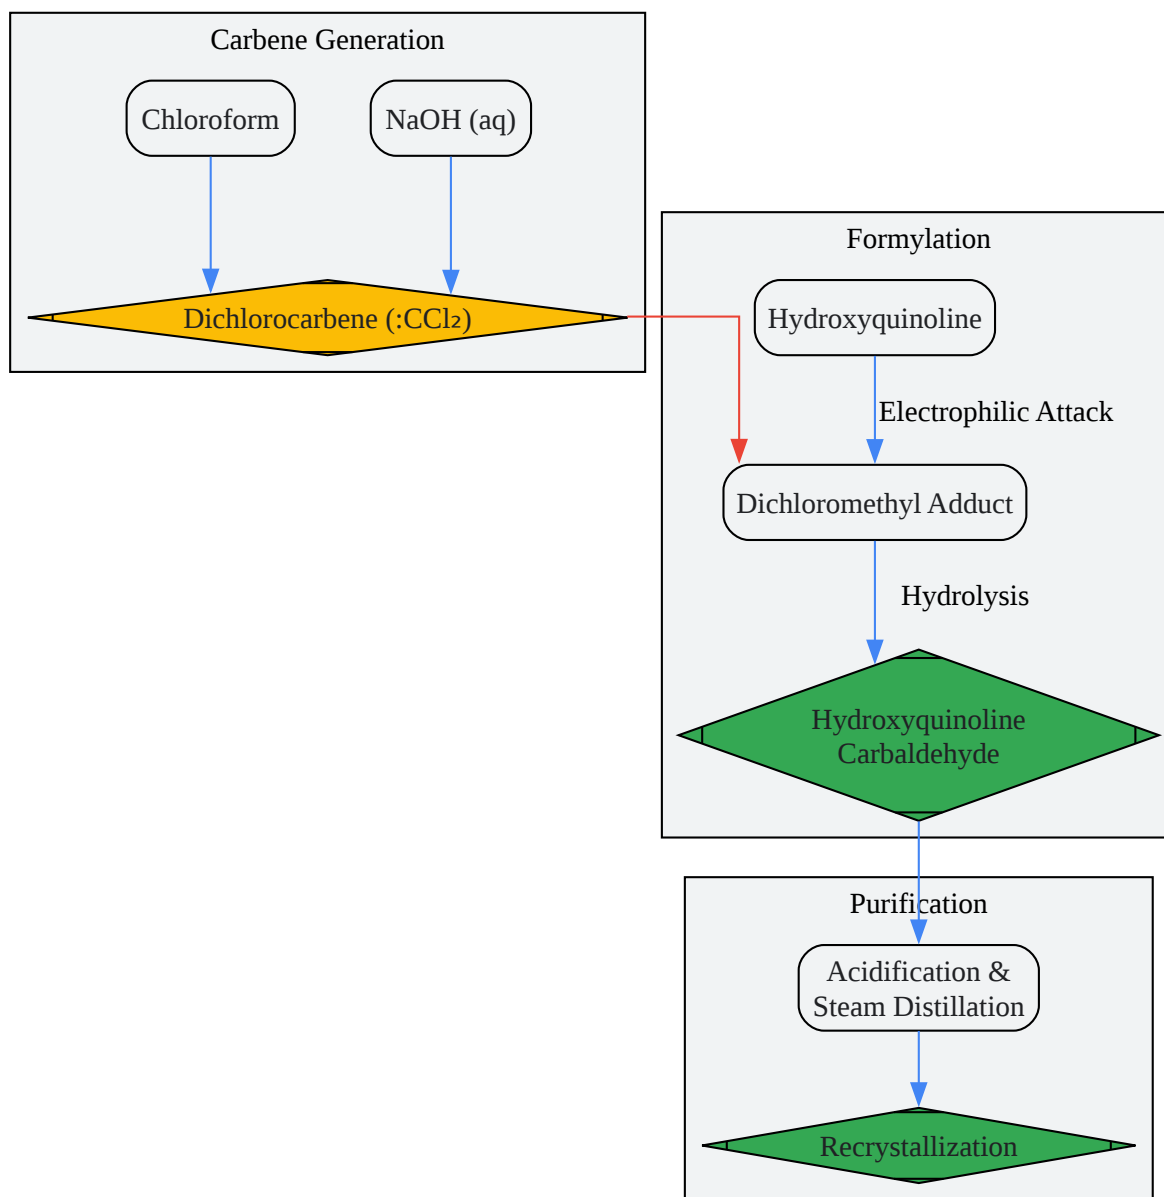 Carbene Generation
Chloroform
NaOH (aq)
Dichlorocarbene (:CCl₂)
Formylation
Hydroxyquinoline
Electrophilic Attack
Dichloromethyl Adduct
Hydrolysis
Hydroxyquinoline
Carbaldehyde
Purification
Acidification &
Steam Distillation
Recrystallization